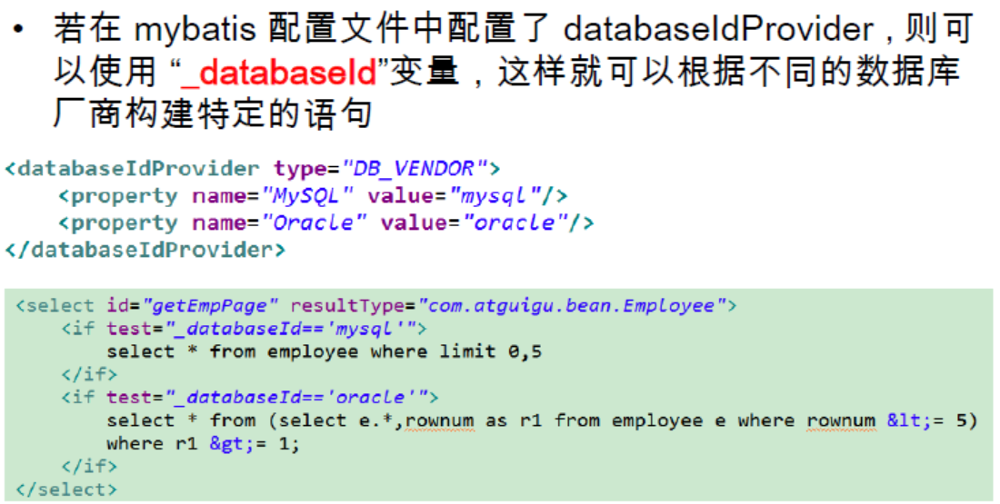 • 若在 mybatis 配置文件中配置了 databaseIdProvider , 则可
以使用 “_databaseId”变量 , 这样就可以根据不同的数据库
厂商构建特定的语句
<databaseIdProvider type="DB_VENDOR">
    <property name="MySQL" value="mysql"/>
    <property name="Oracle" value="oracle"/>
</databaseIdProvider>
<select id="getEmpPage" resultType="com.atguigu.bean.Employee">
    <if test="_databaseId=='mysql'">
        select * from employee where limit 0,5
    </if>
    <if test="_databaseId=='oracle'">
        select * from (select e.*,rownum as r1 from employee e where rownum &lt;= 5)
        where r1 &gt;= 1;
    </if>
</select>